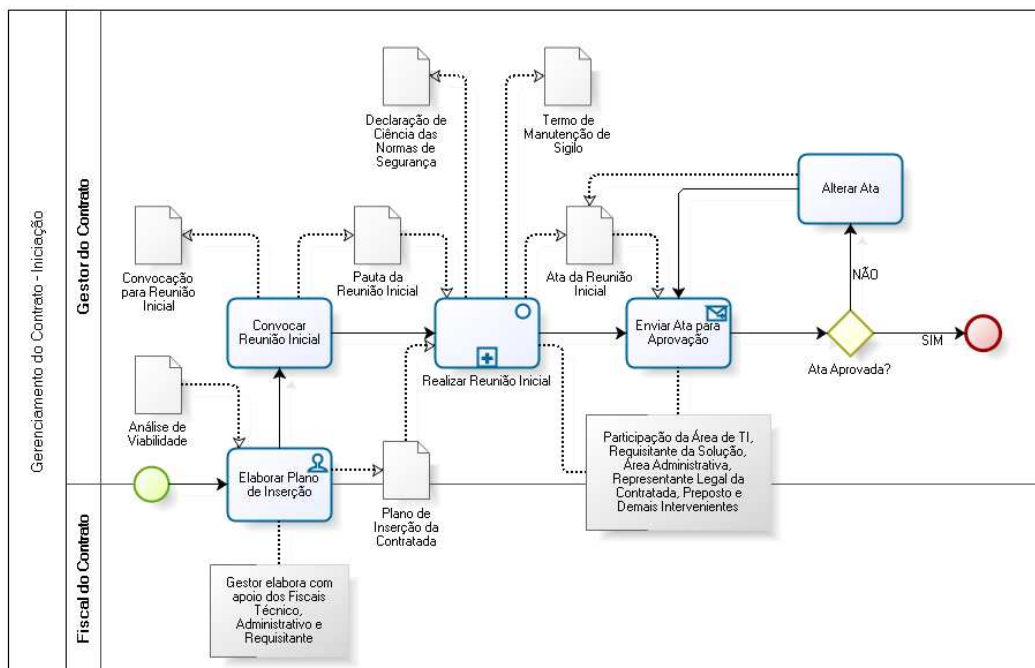 Gerenciamento do Contrato - Iniciação
Gestor do Contrato
Fiscal do Contrato
Declaração de
Ciência das
Normas de
Segurança
Termo de
Manutenção de
Sigilo
Alterar Ata
Convocação
para Reunião
Inicial
Pauta da
Reunião Inicial
Ata da Reunião
Inicial
NÃO
Convocar
Reunião Inicial
Realizar Reunião Inicial
Enviar Ata para
Aprovação
Ata Aprovada?
SIM
Análise de
Viabilidade
Elaborar Plano
de Inserção
Plano de
Inserção da
Contratada
Participação da Área de TI,
Requisitante da Solução,
Área Administrativa,
Representante Legal da
Contratada, Preposto e
Demais Intervenientes
Gestor elabora com
apoio dos Fiscais
Técnico,
Administrativo e
Requisitante